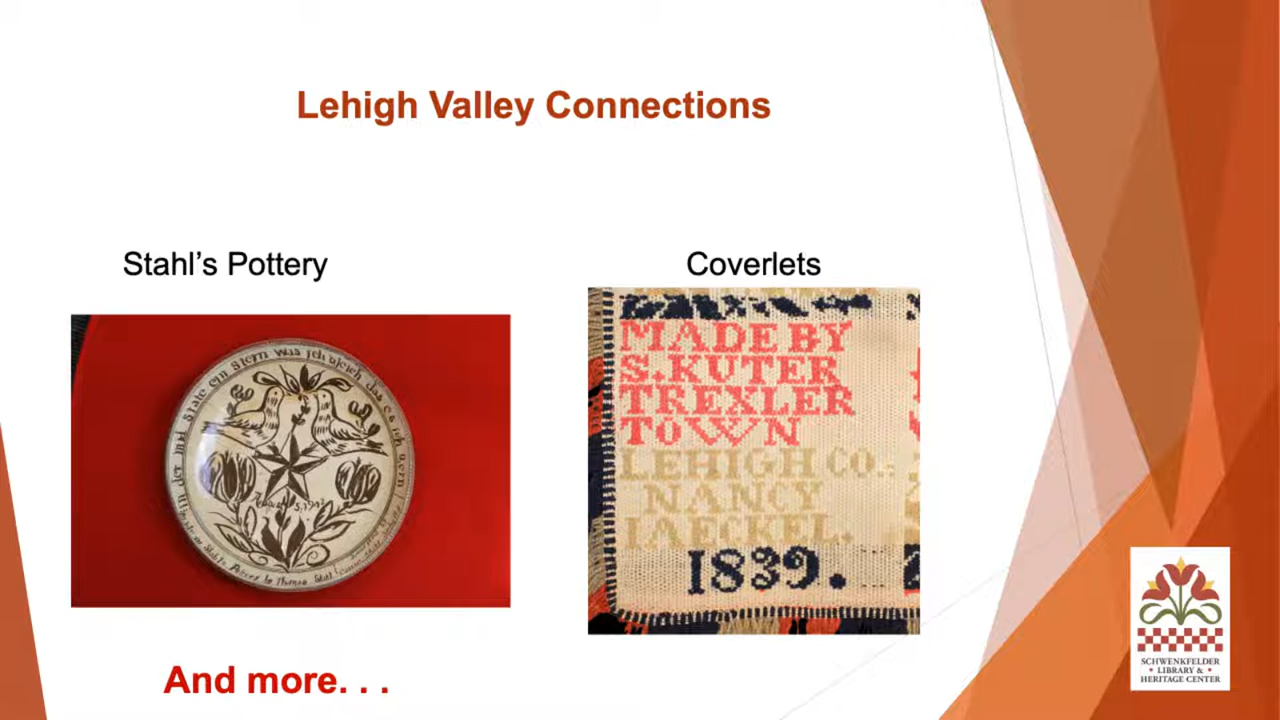 Lehigh Valley Connections
Stahl’s Pottery
Coverlets
MADE BY
S.KUTER
TREXLER
TOWN
LEHIGH CO.
NANCY
1839.
And more. . .
SCHWENKFELDER
• LIBRARY & •
HERITAGE CENTER